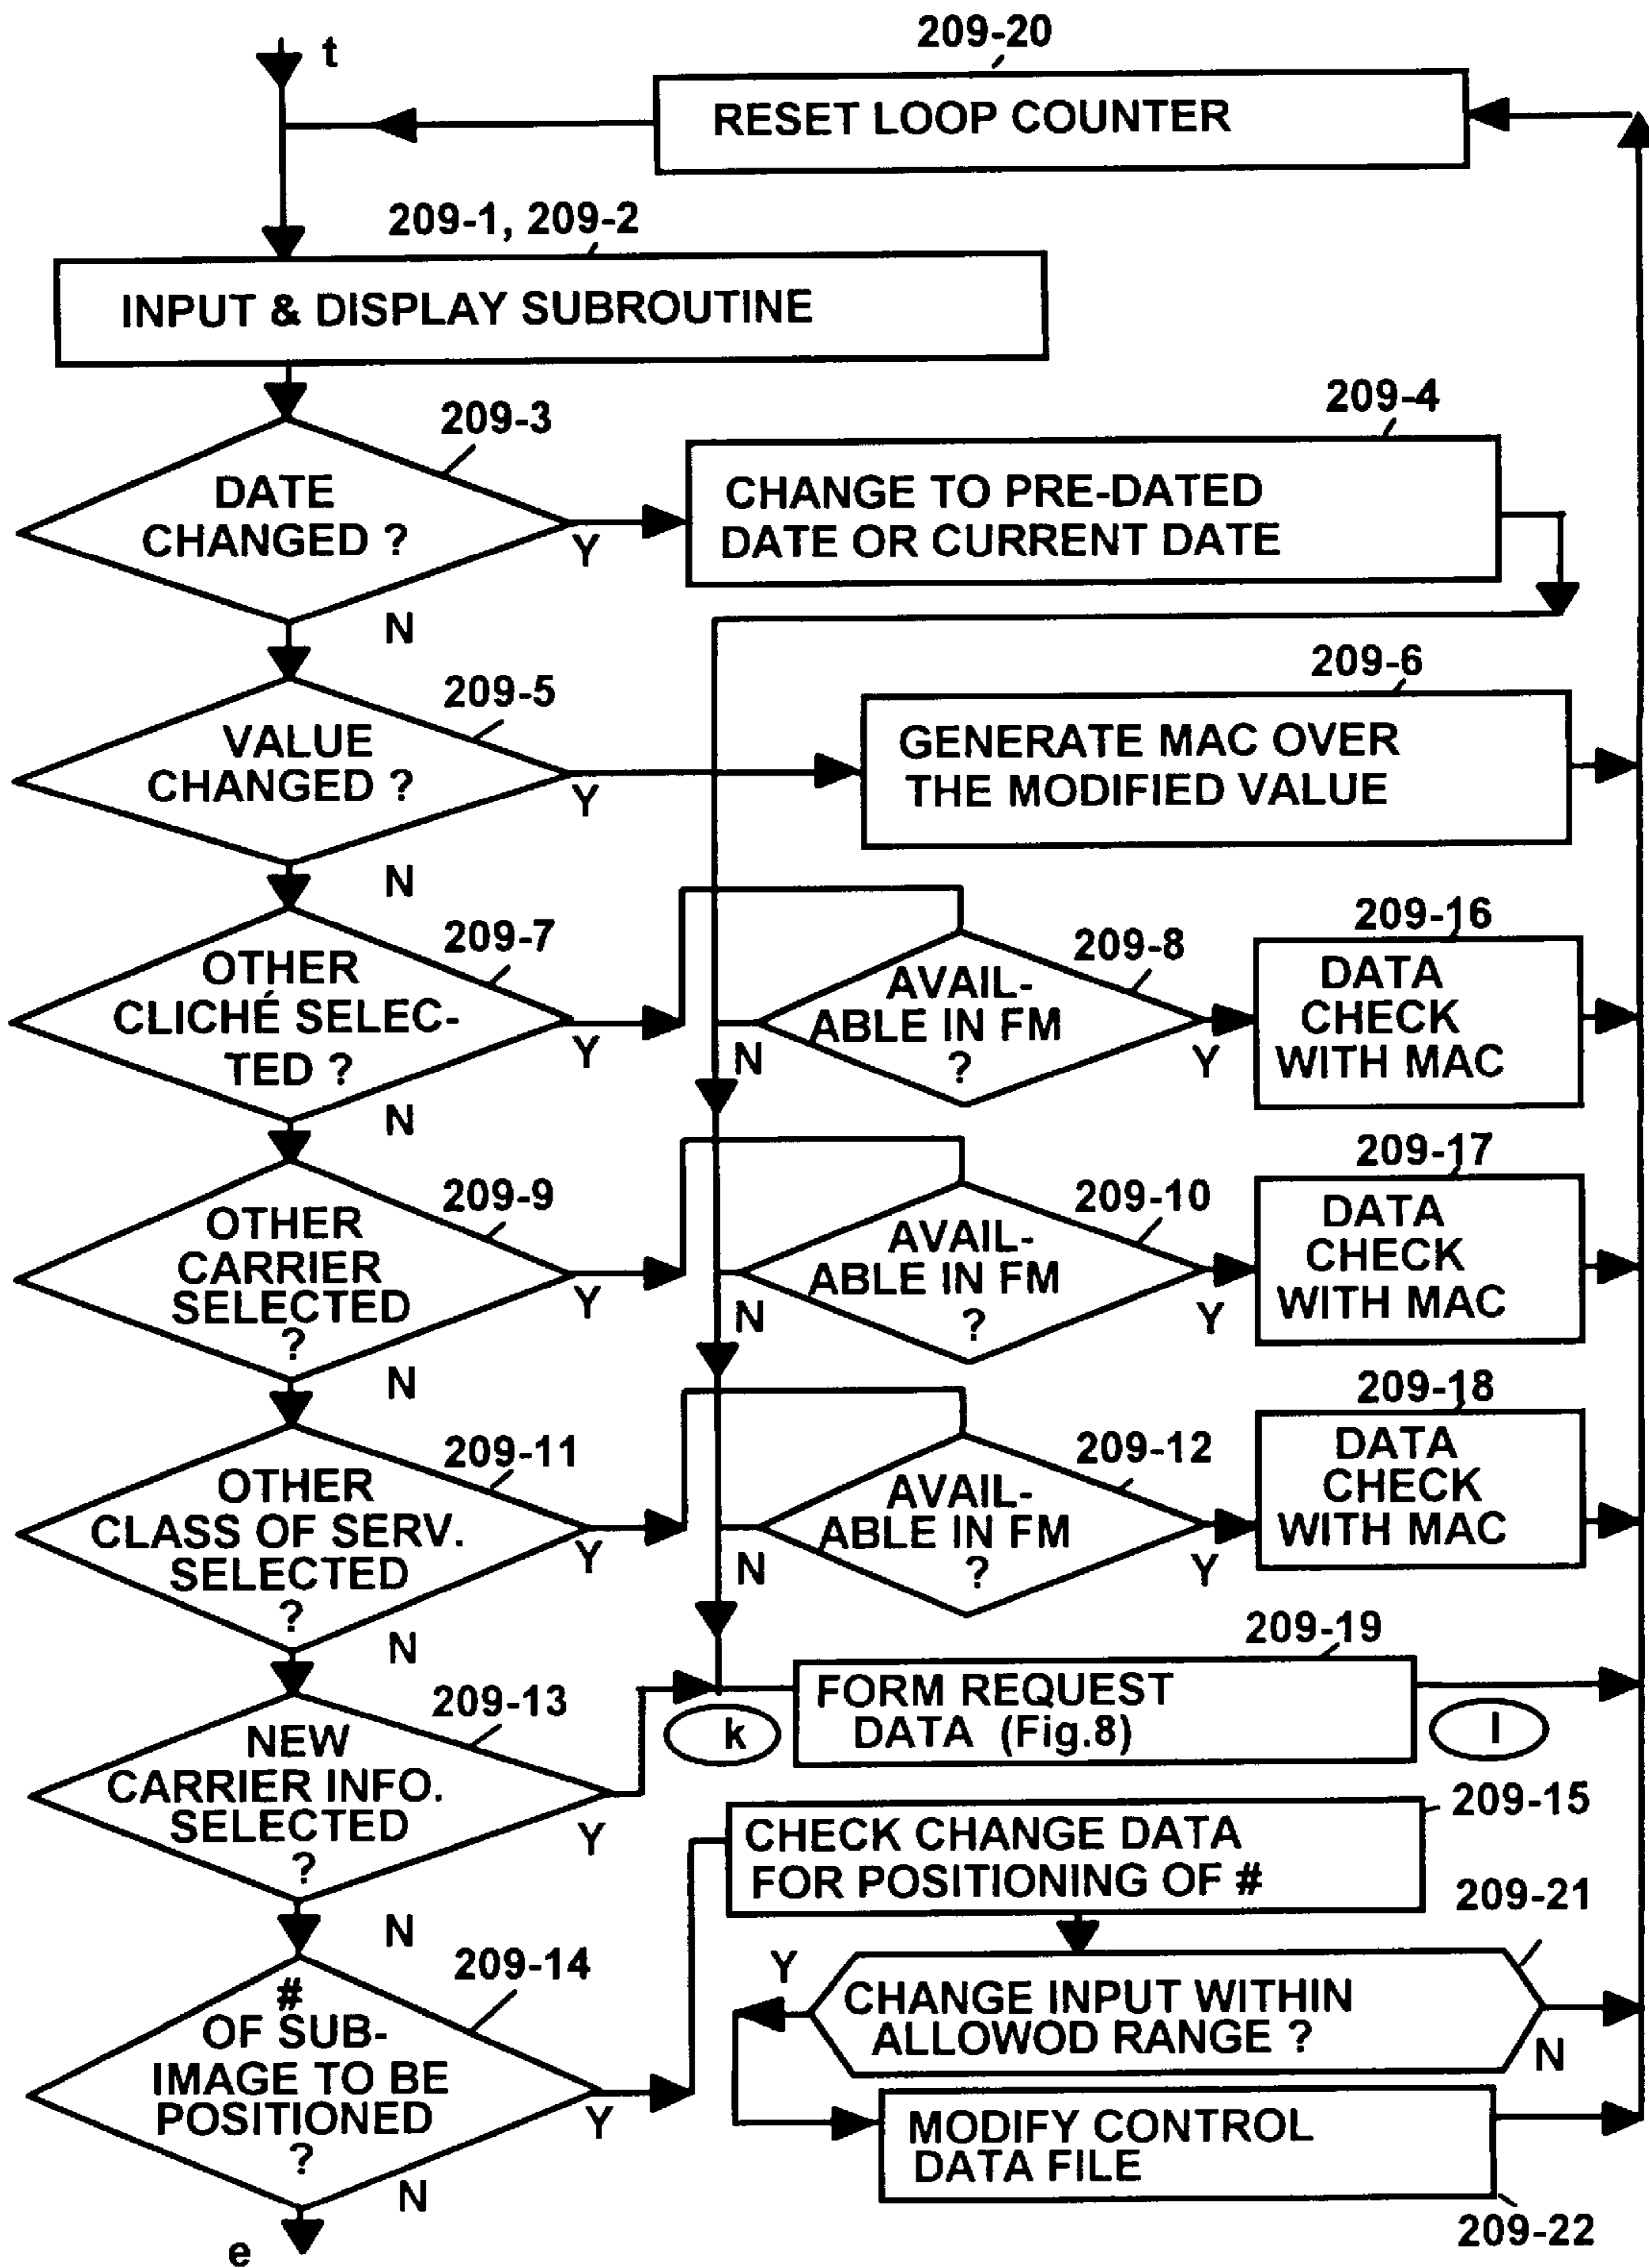 t
209-20
RESET LOOP COUNTER
209-1, 209-2
INPUT & DISPLAY SUBROUTINE
209-3
DATE
CHANGED ?
Y
N
209-4
CHANGE TO PRE-DATED
DATE OR CURRENT DATE
209-5
VALUE
CHANGED ?
Y
N
209-6
GENERATE MAC OVER
THE MODIFIED VALUE
209-7
OTHER
CLICHÉ SELEC-
TED ?
Y
N
209-8
AVAIL-
ABLE IN FM
?
N
Y
209-16
DATA
CHECK
WITH MAC
209-9
OTHER
CARRIER
SELECTED
?
Y
N
209-10
AVAIL-
ABLE IN FM
?
N
Y
209-17
DATA
CHECK
WITH MAC
209-11
OTHER
CLASS OF SERV.
SELECTED
?
Y
N
209-12
AVAIL-
ABLE IN FM
?
N
Y
209-18
DATA
CHECK
WITH MAC
209-13
NEW
CARRIER INFO.
SELECTED
?
Y
N
k
209-19
FORM REQUEST
DATA (Fig.8)
l
209-14
#
OF SUB-
IMAGE TO BE
POSITIONED
?
Y
N
e
209-15
CHECK CHANGE DATA
FOR POSITIONING OF #
209-21
Y
CHANGE INPUT WITHIN
ALLOWOD RANGE ?
N
MODIFY CONTROL
DATA FILE
209-22